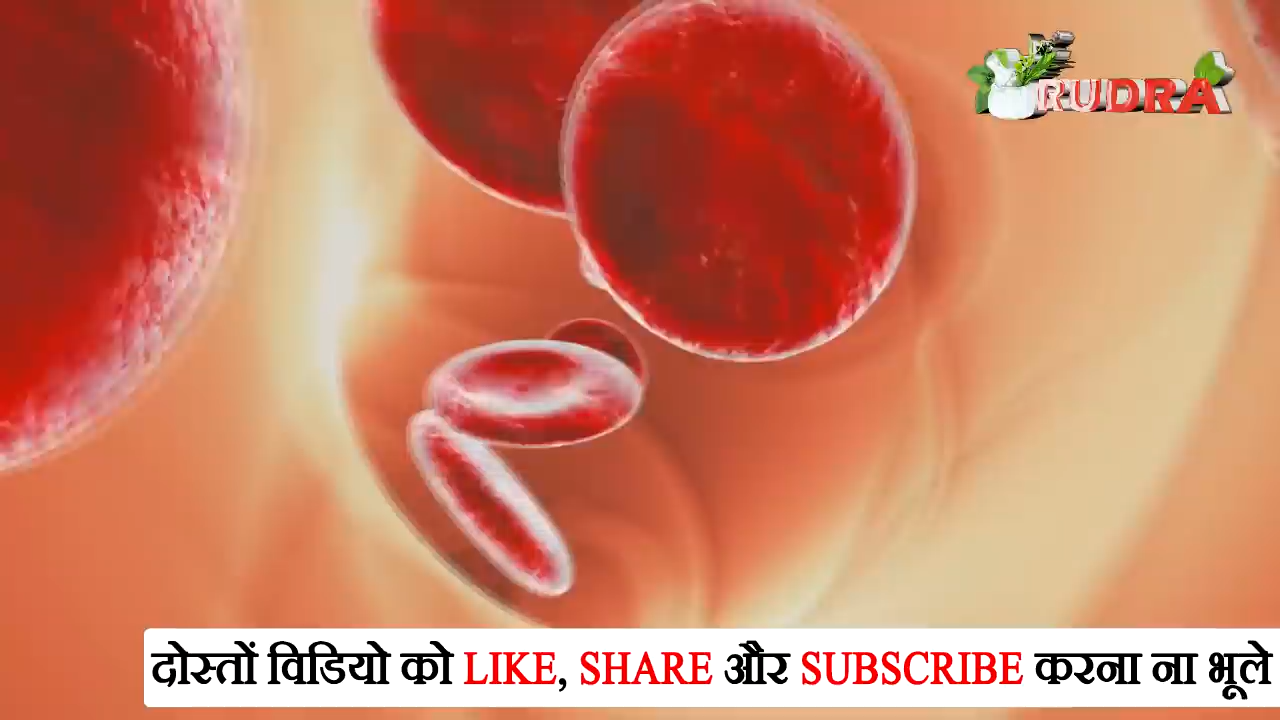 RUDRA
दोस्तों विडियो को LIKE, SHARE और SUBSCRIBE करना ना भूले